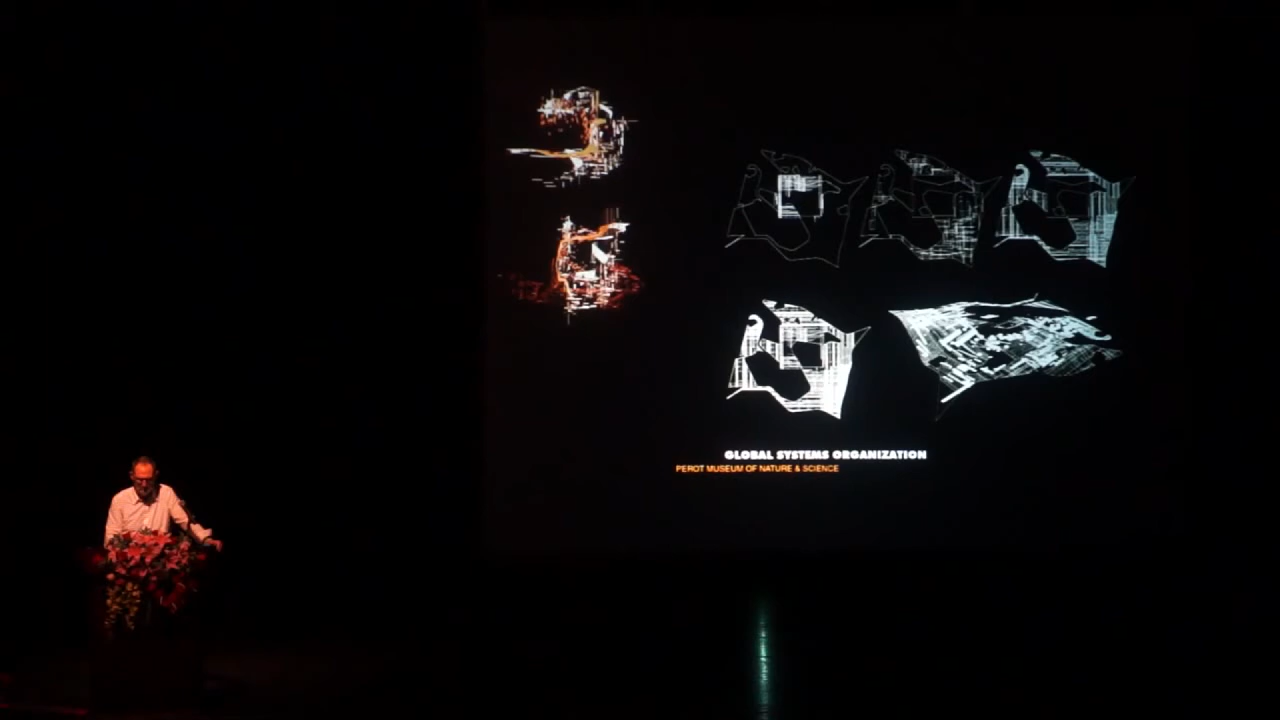 GLOBAL SYSTEMS ORGANIZATION
PEROT MUSEUM OF NATURE & SCIENCE